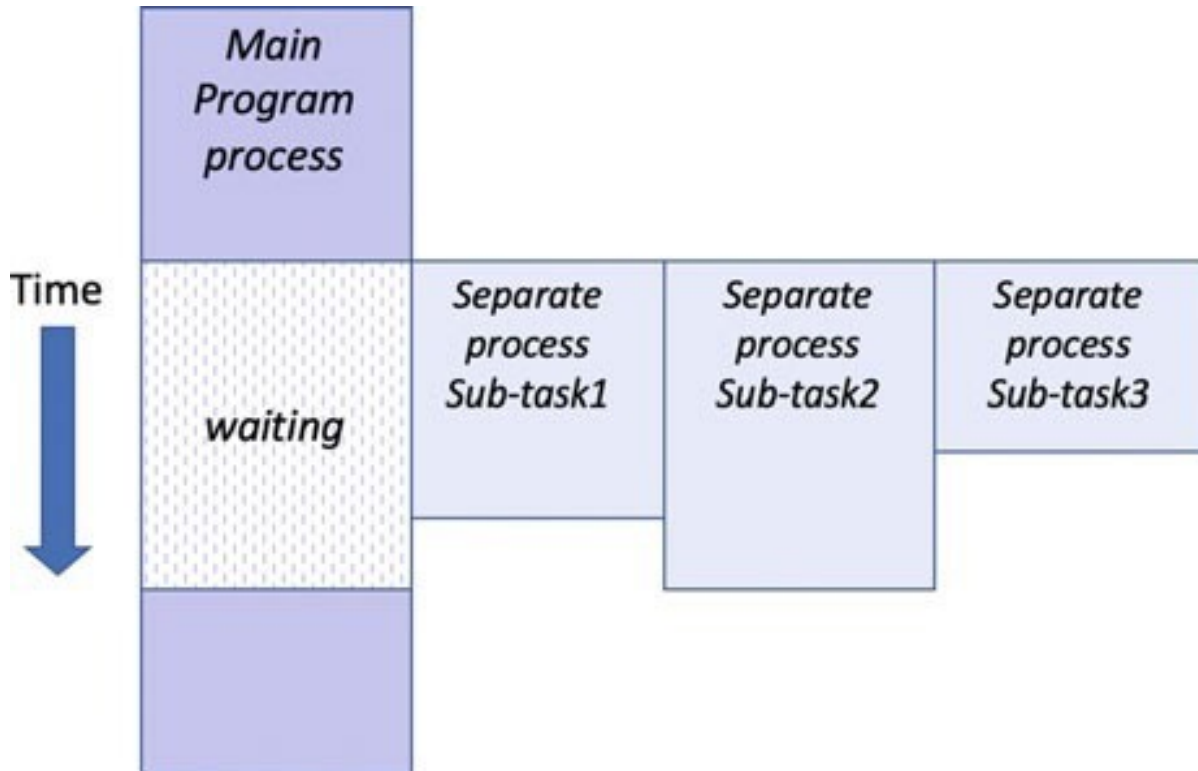 Main
Program
process
Time
waiting
Separate
process
Sub-task1
Separate
process
Sub-task2
Separate
process
Sub-task3